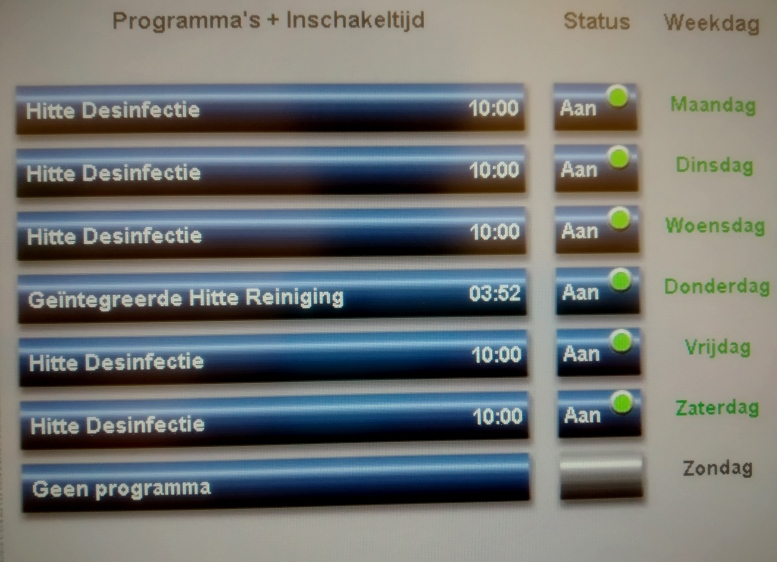 Programma's + Inschakeltijd Status Weekdag
Hitte Desinfectie 10:00 Aan Maandag
Hitte Desinfectie 10:00 Aan Dinsdag
Hitte Desinfectie 10:00 Aan Woensdag
Geïntegreerde Hitte Reiniging 03:52 Aan Donderdag
Hitte Desinfectie 10:00 Aan Vrijdag
Hitte Desinfectie 10:00 Aan Zaterdag
Geen programma Zondag